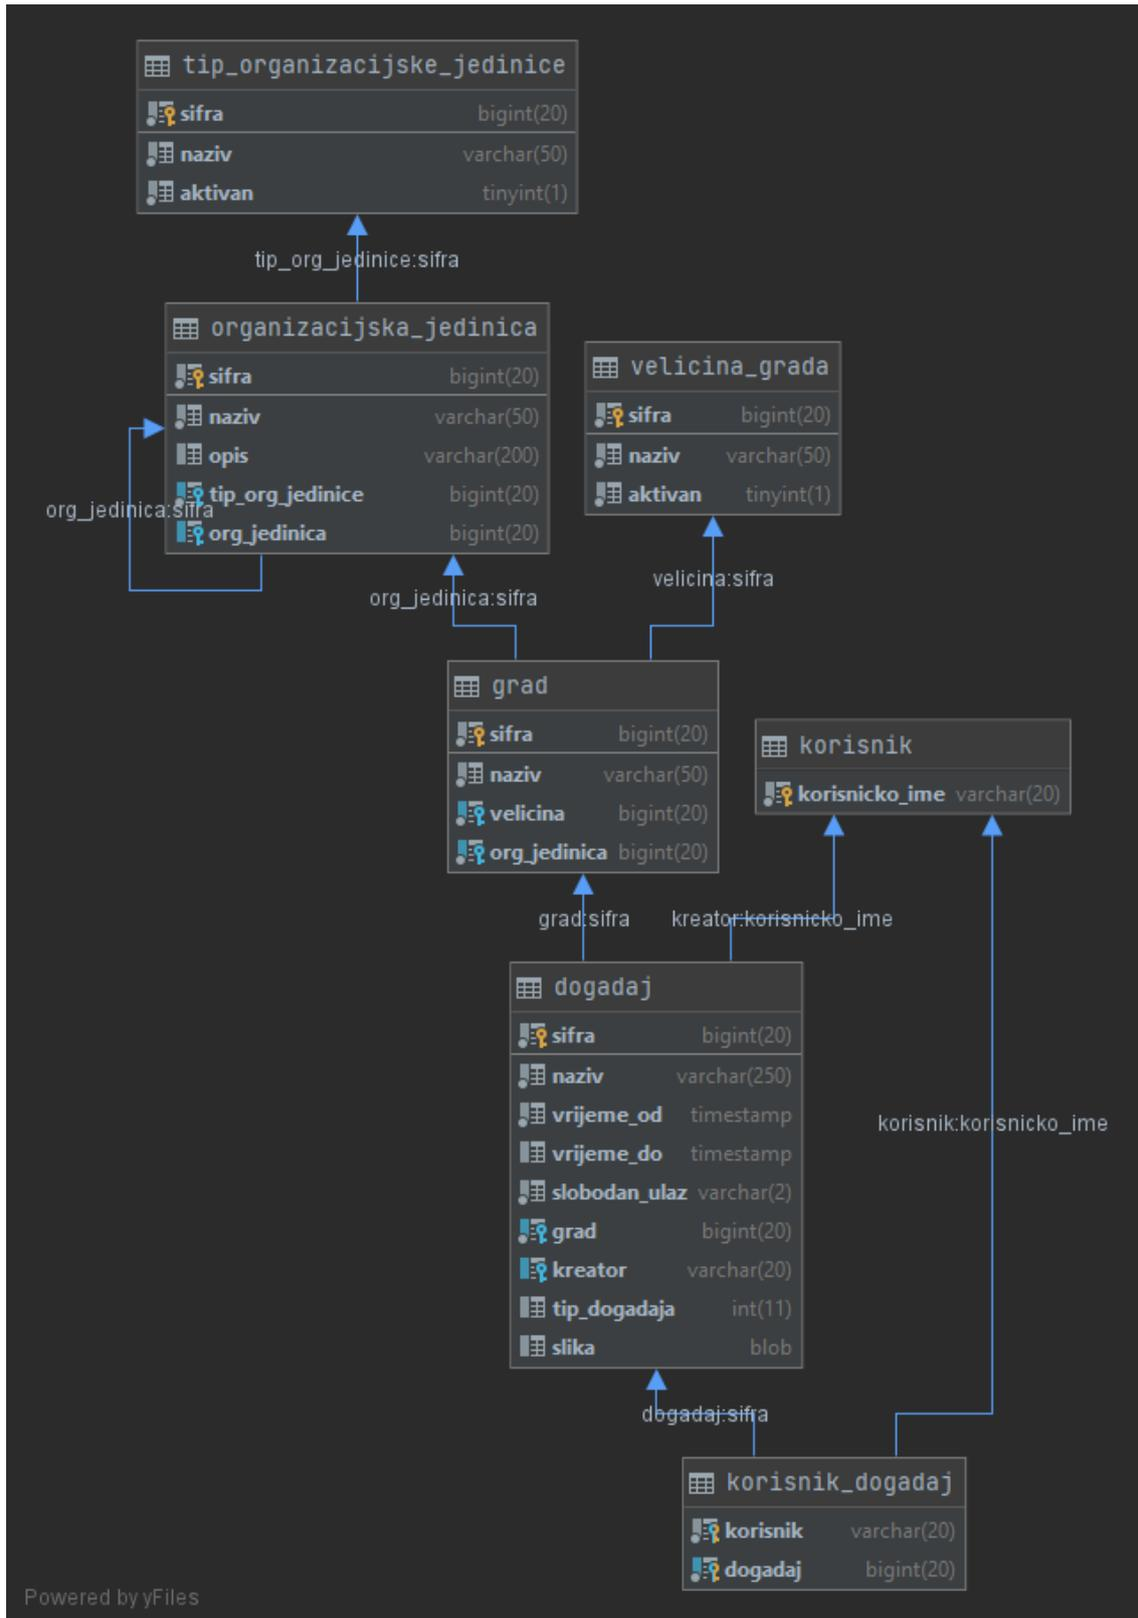 tip_organizacijske_jedinice
sifra bigint(20)
naziv varchar(50)
aktivan tinyint(1)
tip_org_jedinice:sifra
organizacijska_jedinica
sifra bigint(20)
naziv varchar(50)
opis varchar(200)
tip_org_jedinice bigint(20)
org_jedinica bigint(20)
org_jedinica:sifra
velicina_grada
sifra bigint(20)
naziv varchar(50)
aktivan tinyint(1)
org_jedinica:sifra
velicina:sifra
grad
sifra bigint(20)
naziv varchar(50)
velicina bigint(20)
org_jedinica bigint(20)
korisnik
korisnicko_ime varchar(20)
grad:sifra
kreator:korisnicko_ime
dogadaj
sifra bigint(20)
naziv varchar(250)
vrijeme_od timestamp
vrijeme_do timestamp
slobodan_ulaz varchar(2)
grad bigint(20)
kreator varchar(20)
tip_dogadaja int(11)
slika blob
korisnik:korisnicko_ime
dogadaj:sifra
korisnik_dogadaj
korisnik varchar(20)
dogadaj bigint(20)
Powered by yFiles